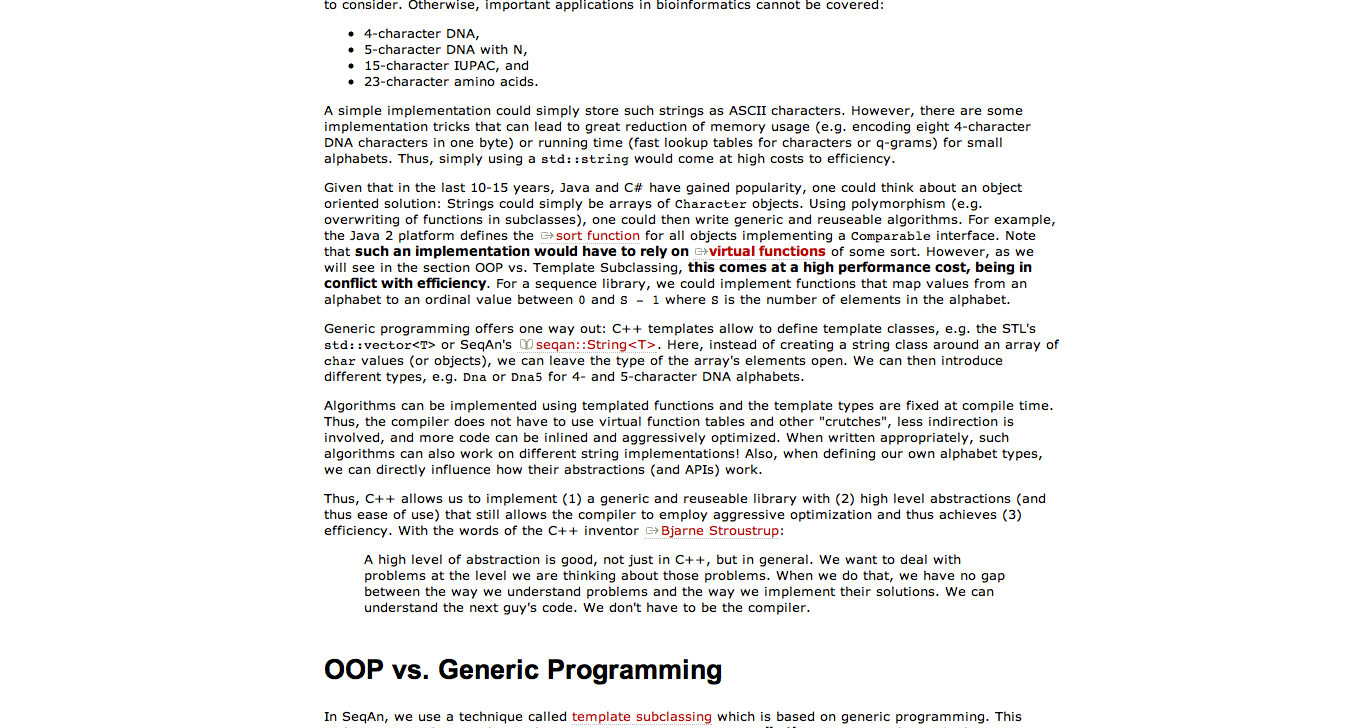 to consider. Otherwise, important applications in bioinformatics cannot be covered:
• 4-character DNA,
• 5-character DNA with N,
• 15-character IUPAC, and
• 23-character amino acids.
A simple implementation could simply store such strings as ASCII characters. However, there are some
implementation tricks that can lead to great reduction of memory usage (e.g. encoding eight 4-character
DNA characters in one byte) or running time (fast lookup tables for characters or q-grams) for small
alphabets. Thus, simply using a std::string would come at high costs to efficiency.
Given that in the last 10-15 years, Java and C# have gained popularity, one could think about an object
oriented solution: Strings could simply be arrays of Character objects. Using polymorphism (e.g.
overwriting of functions in subclasses), one could then write generic and reuseable algorithms. For example,
the Java 2 platform defines the sort function for all objects implementing a Comparable interface. Note
that such an implementation would have to rely on virtual functions of some sort. However, as we
will see in the section OOP vs. Template Subclassing, this comes at a high performance cost, being in
conflict with efficiency. For a sequence library, we could implement functions that map values from an
alphabet to an ordinal value between 0 and S - 1 where S is the number of elements in the alphabet.
Generic programming offers one way out: C++ templates allow to define template classes, e.g. the STL's
std::vector<T> or SeqAn's seqan::String<T>. Here, instead of creating a string class around an array of
char values (or objects), we can leave the type of the array's elements open. We can then introduce
different types, e.g. Dna or Dna5 for 4- and 5-character DNA alphabets.
Algorithms can be implemented using templated functions and the template types are fixed at compile time.
Thus, the compiler does not have to use virtual function tables and other "crutches", less indirection is
involved, and more code can be inlined and aggressively optimized. When written appropriately, such
algorithms can also work on different string implementations! Also, when defining our own alphabet types,
we can directly influence how their abstractions (and APIs) work.
Thus, C++ allows us to implement (1) a generic and reuseable library with (2) high level abstractions (and
thus ease of use) that still allows the compiler to employ aggressive optimization and thus achieves (3)
efficiency. With the words of the C++ inventor Bjarne Stroustrup:
A high level of abstraction is good, not just in C++, but in general. We want to deal with
problems at the level we are thinking about those problems. When we do that, we have no gap
between the way we understand problems and the way we implement their solutions. We can
understand the next guy's code. We don't have to be the compiler.
OOP vs. Generic Programming
In SeqAn, we use a technique called template subclassing which is based on generic programming. This